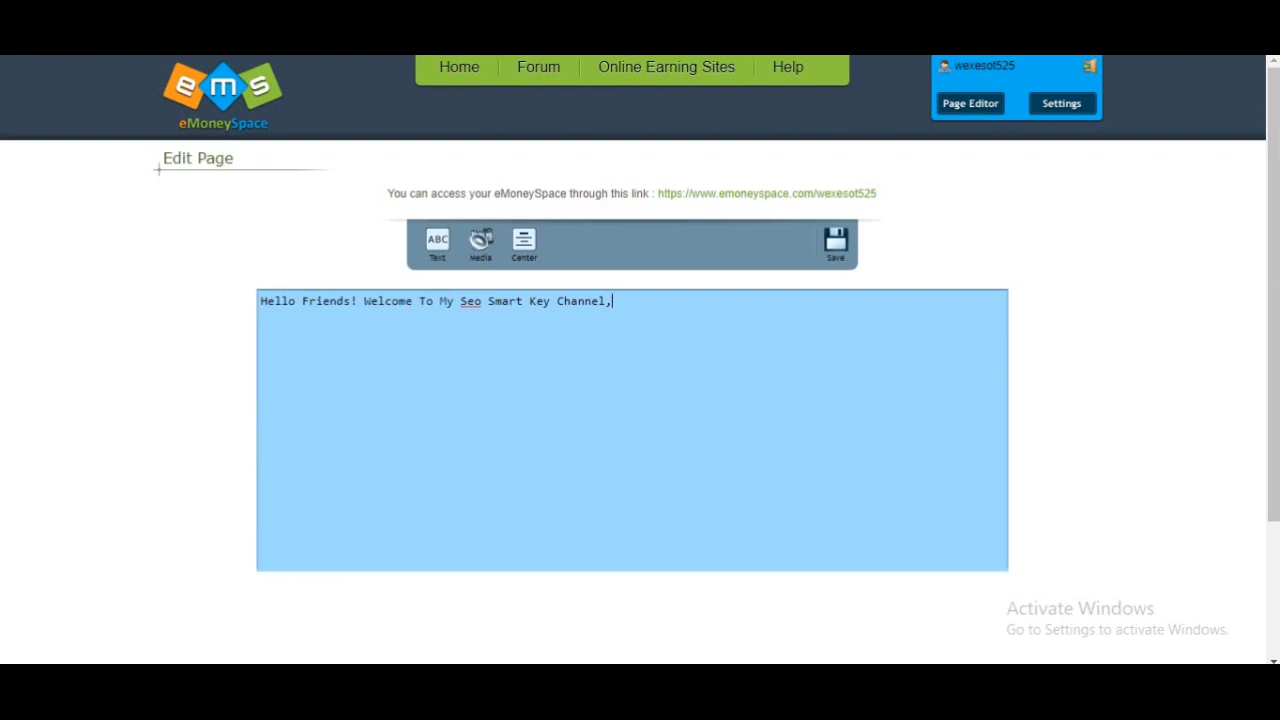 ems
eMoneySpace
Home
Forum
Online Earning Sites
Help
wexesot525
Page Editor
Settings
Edit Page
You can access your eMoneySpace through this link : https://www.emoneyspace.com/wexesot525
ABC
Text
Media
Center
Save
Hello Friends! Welcome To My Seo Smart Key Channel,
Activate Windows
Go to Settings to activate Windows.